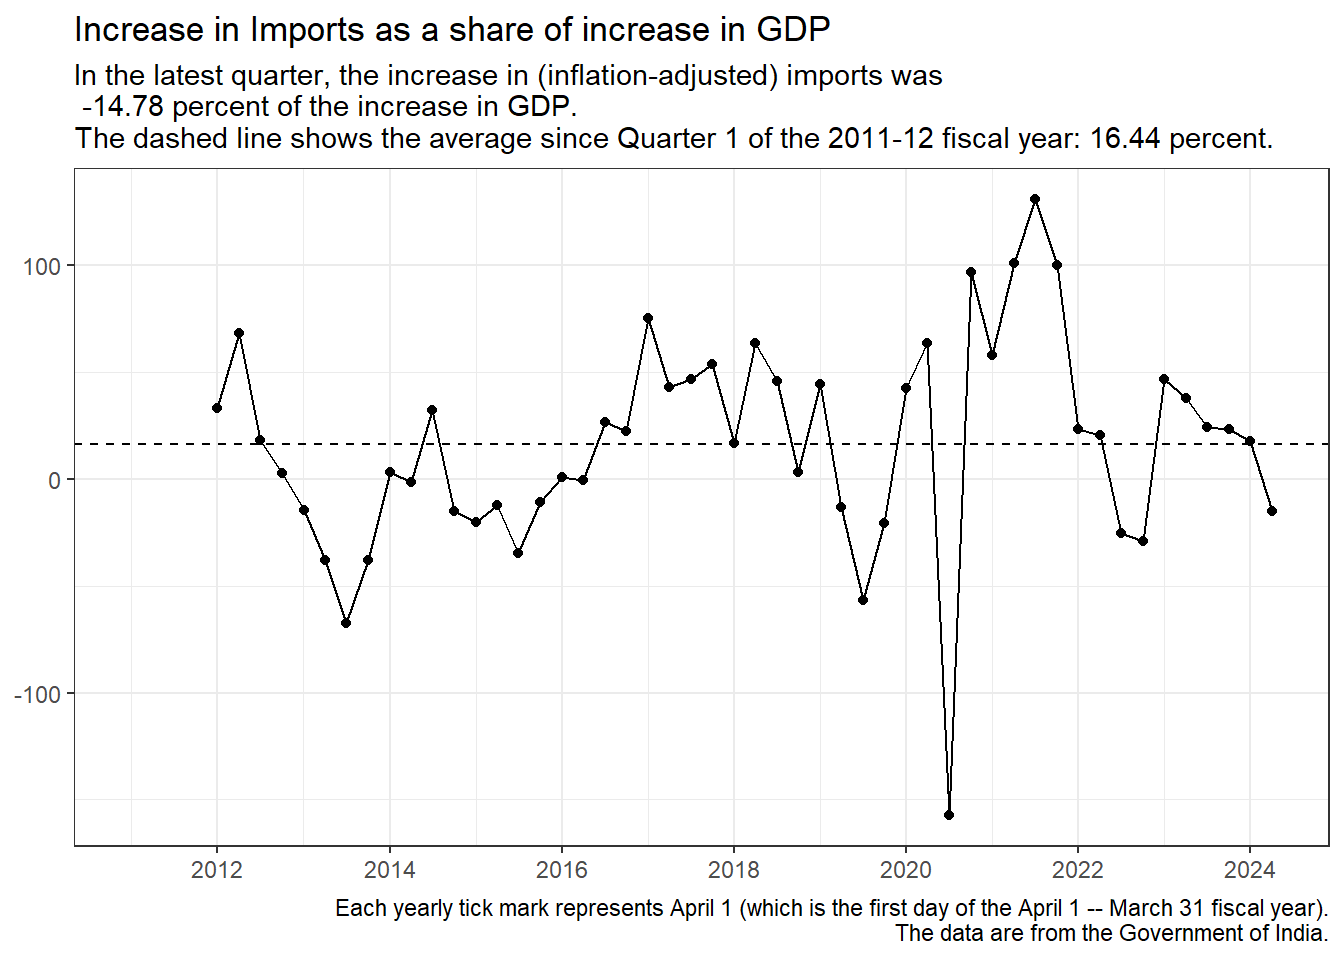 Increase in Imports as a share of increase in GDP
In the latest quarter, the increase in (inflation-adjusted) imports was
-14.78 percent of the increase in GDP.
The dashed line shows the average since Quarter 1 of the 2011-12 fiscal year: 16.44 percent.
100
0
-100
2012 2014 2016 2018 2020 2022 2024
Each yearly tick mark represents April 1 (which is the first day of the April 1 -- March 31 fiscal year).
The data are from the Government of India.